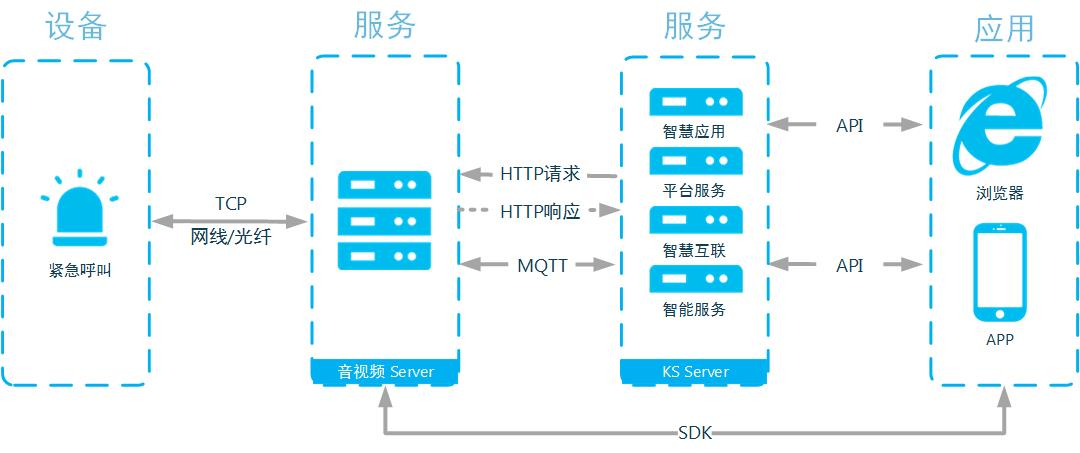 设备
服务
服务
应用
紧急呼叫
TCP
网线/光纤
音视频 Server
HTTP请求
HTTP响应
MQTT
智慧应用
平台服务
智慧互联
智能服务
KS Server
API
API
浏览器
APP
SDK